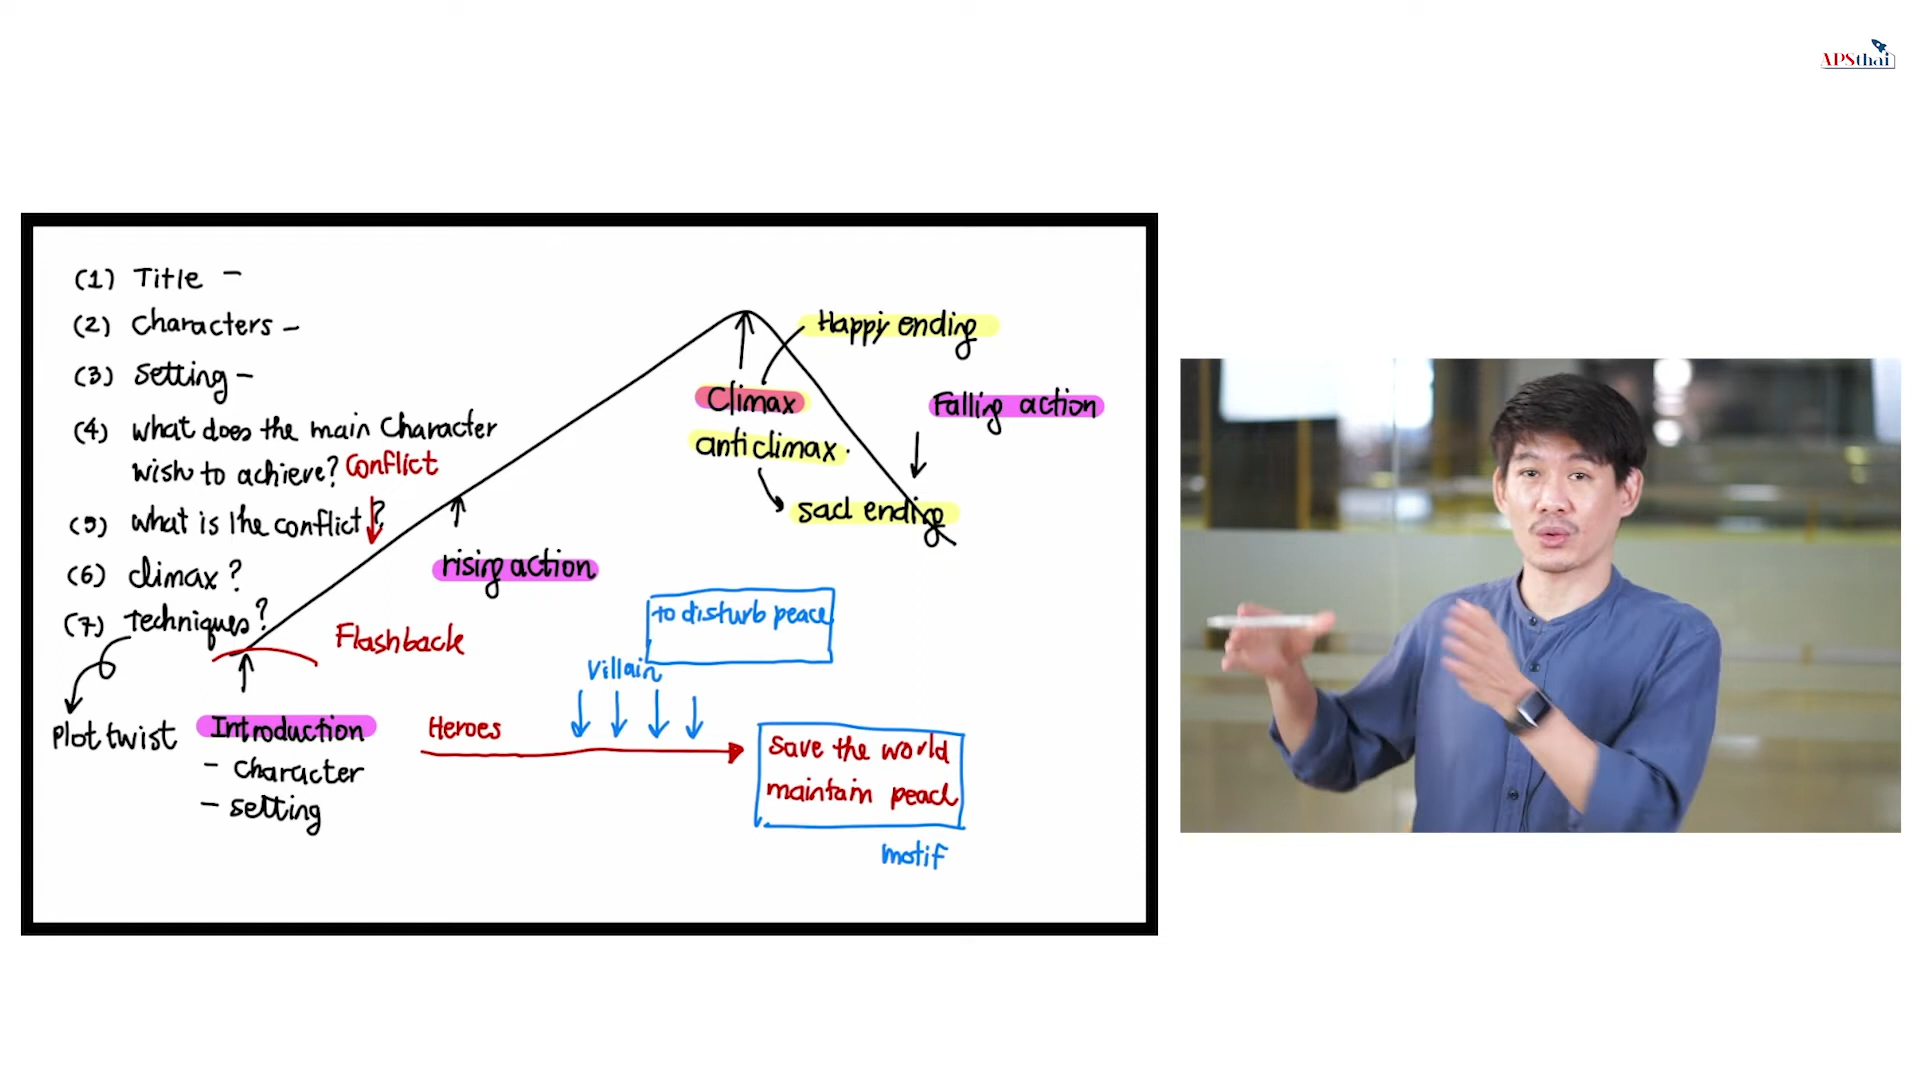 APSthai
(1) Title -
(2) Characters -
(3) Setting -
(4) What does the main Character
wish to achieve?
(5) What is the conflict?
(6) climax?
(7) techniques?
Plot twist
Conflict
Flashback
Introduction
- Character
- setting
rising action
Climax
anticlimax.
Happy ending
sad ending
Falling action
to disturb peace
Villain
Heroes
Save the world
maintain peace
motif